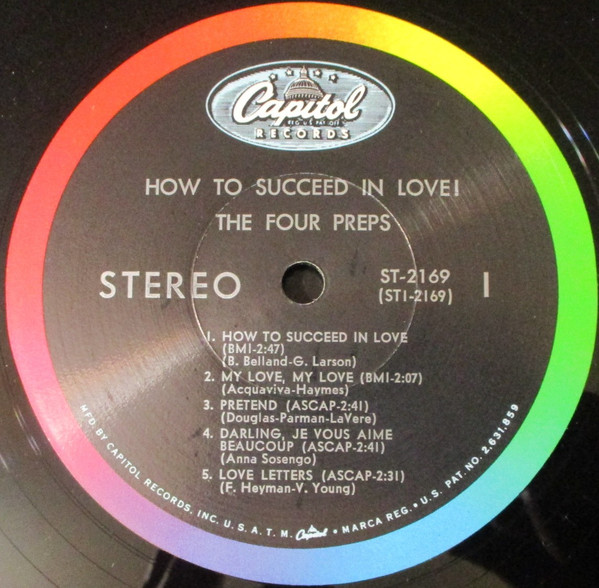 Capitol
REG. U.S. PAT. OFF.
RECORDS
HOW TO SUCCEED IN LOVE!
THE FOUR PREPS
STEREO
ST-2169
(ST1-2169)
1
1. HOW TO SUCCEED IN LOVE
(BMI-2:47)
(B. Belland-G. Larson)
2. MY LOVE, MY LOVE (BMI-2:07)
(Acquaviva-Haymes)
3. PRETEND (ASCAP-2:41)
(Douglas-Parman-LaVere)
4. DARLING, JE VOUS AIME
BEAUCOUP (ASCAP-2:41)
(Anna Sosengo)
5. LOVE LETTERS (ASCAP-2:31)
(F. Heyman-V. Young)
MFD. BY CAPITOL RECORDS, INC. U.S.A. T.M. Capitol • MARCA REG. • U.S. PAT. NO. 2,631,859